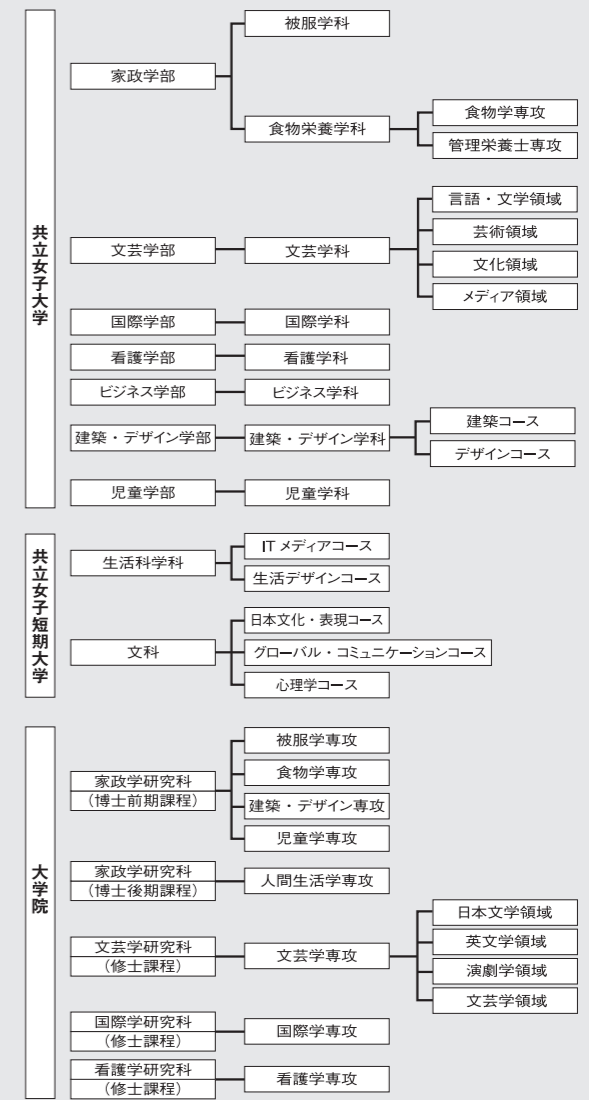 共立女子大学
家政学部
被服学科
食物栄養学科
食物学専攻
管理栄養士専攻
文芸学部
文芸学科
言語・文学領域
芸術領域
文化領域
メディア領域
国際学部
国際学科
看護学部
看護学科
ビジネス学部
ビジネス学科
建築・デザイン学部
建築・デザイン学科
建築コース
デザインコース
児童学部
児童学科
共立女子短期大学
生活科学科
IT メディアコース
生活デザインコース
文科
日本文化・表現コース
グローバル・コミュニケーションコース
心理学コース
大学院
家政学研究科
（博士前期課程）
被服学専攻
食物学専攻
建築・デザイン専攻
児童学専攻
家政学研究科
（博士後期課程）
人間生活学専攻
文芸学研究科
（修士課程）
文芸学専攻
日本文学領域
英文学領域
演劇学領域
文芸学領域
国際学研究科
（修士課程）
国際学専攻
看護学研究科
（修士課程）
看護学専攻